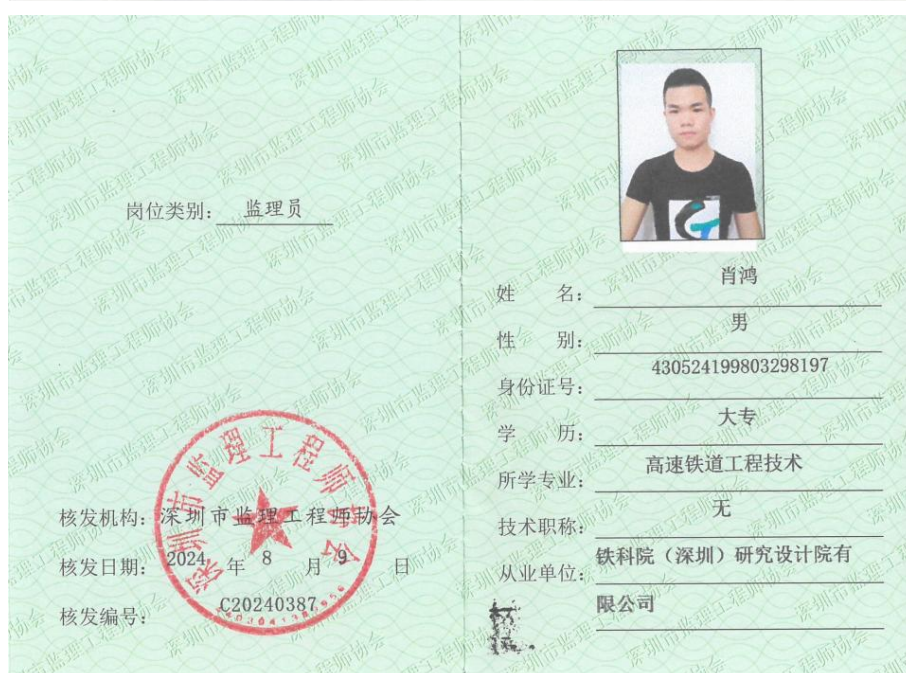 岗位类别：监理员
核发机构：深圳市监理工程师协会
核发日期：2024年8月9日
核发编号：C20240387
深圳市监理工程师协会
姓名：肖鸿
性别：男
身份证号：430524199803298197
学历：大专
所学专业：高速铁道工程技术
技术职称：无
从业单位：铁科院（深圳）研究设计院有
限公司